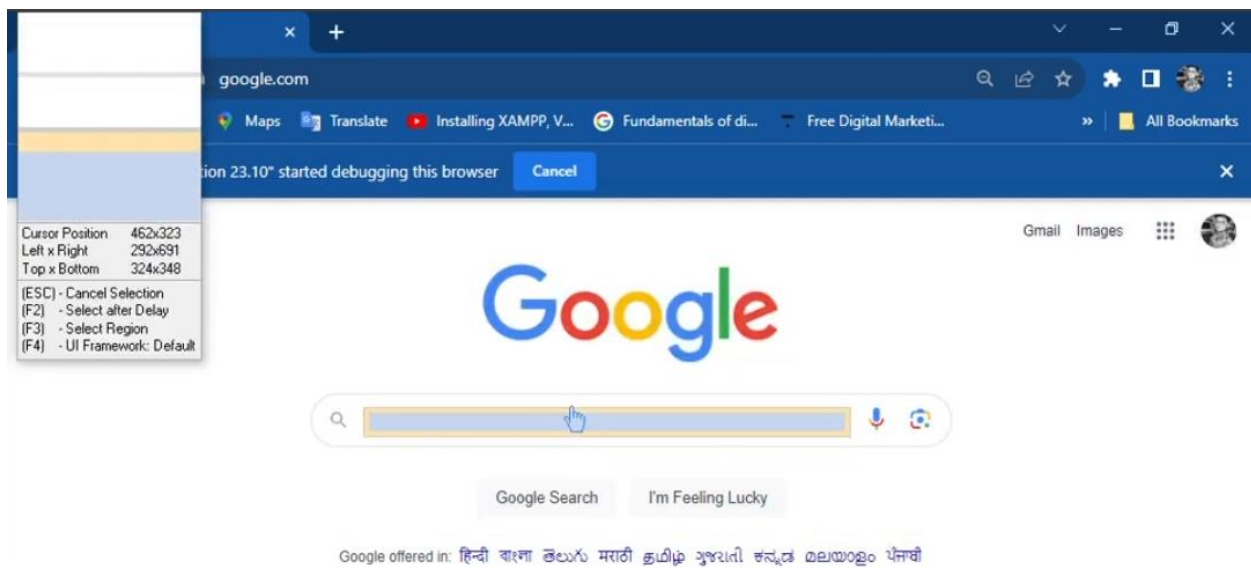 google.com
Maps Translate Installing XAMPP, V... Fundamentals of di... Free Digital Marketi... » All Bookmarks
ion 23.10" started debugging this browser Cancel
Cursor Position 462x323
Left x Right 292x691
Top x Bottom 324x348
(ESC) - Cancel Selection
(F2) - Select after Delay
(F3) - Select Region
(F4) - UI Framework: Default
Gmail Images
Google
Google Search I'm Feeling Lucky
Google offered in: हिन्दी বাংলা తెలుగు मराठी தமிழ் ગુજરાતી ಕನ್ನಡ മലയാളം ਪੰਜਾਬੀ